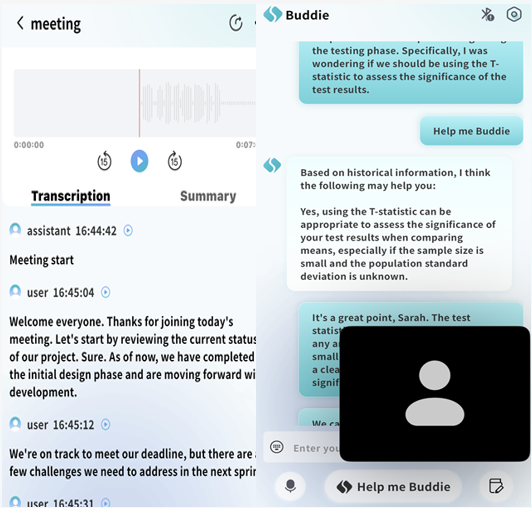 meeting
15
15
0:00:00
0:07:
Transcription
Summary
assistant 16:44:42
Meeting start
user 16:45:04
Welcome everyone. Thanks for joining today's
meeting. Let's start by reviewing the current status
of our project. Sure. As of now, we have completed
the initial design phase and are moving forward wi
development.
user 16:45:12
We're on track to meet our deadline, but there are
few challenges we need to address in the next sprin
user 16:45:31
Buddie
the testing phase. Specifically, I was
wondering if we should be using the T-
statistic to assess the significance of the
test results.
Help me Buddie
Based on historical information, I think
the following may help you:
Yes, using the T-statistic can be
appropriate to assess the significance of
your test results when comparing
means, especially if the sample size is
small and the population standard
deviation is unknown.
It's a great point, Sarah. The test
statist
any a
small
a clea
signif
We ca
Enter you
Help me Buddie